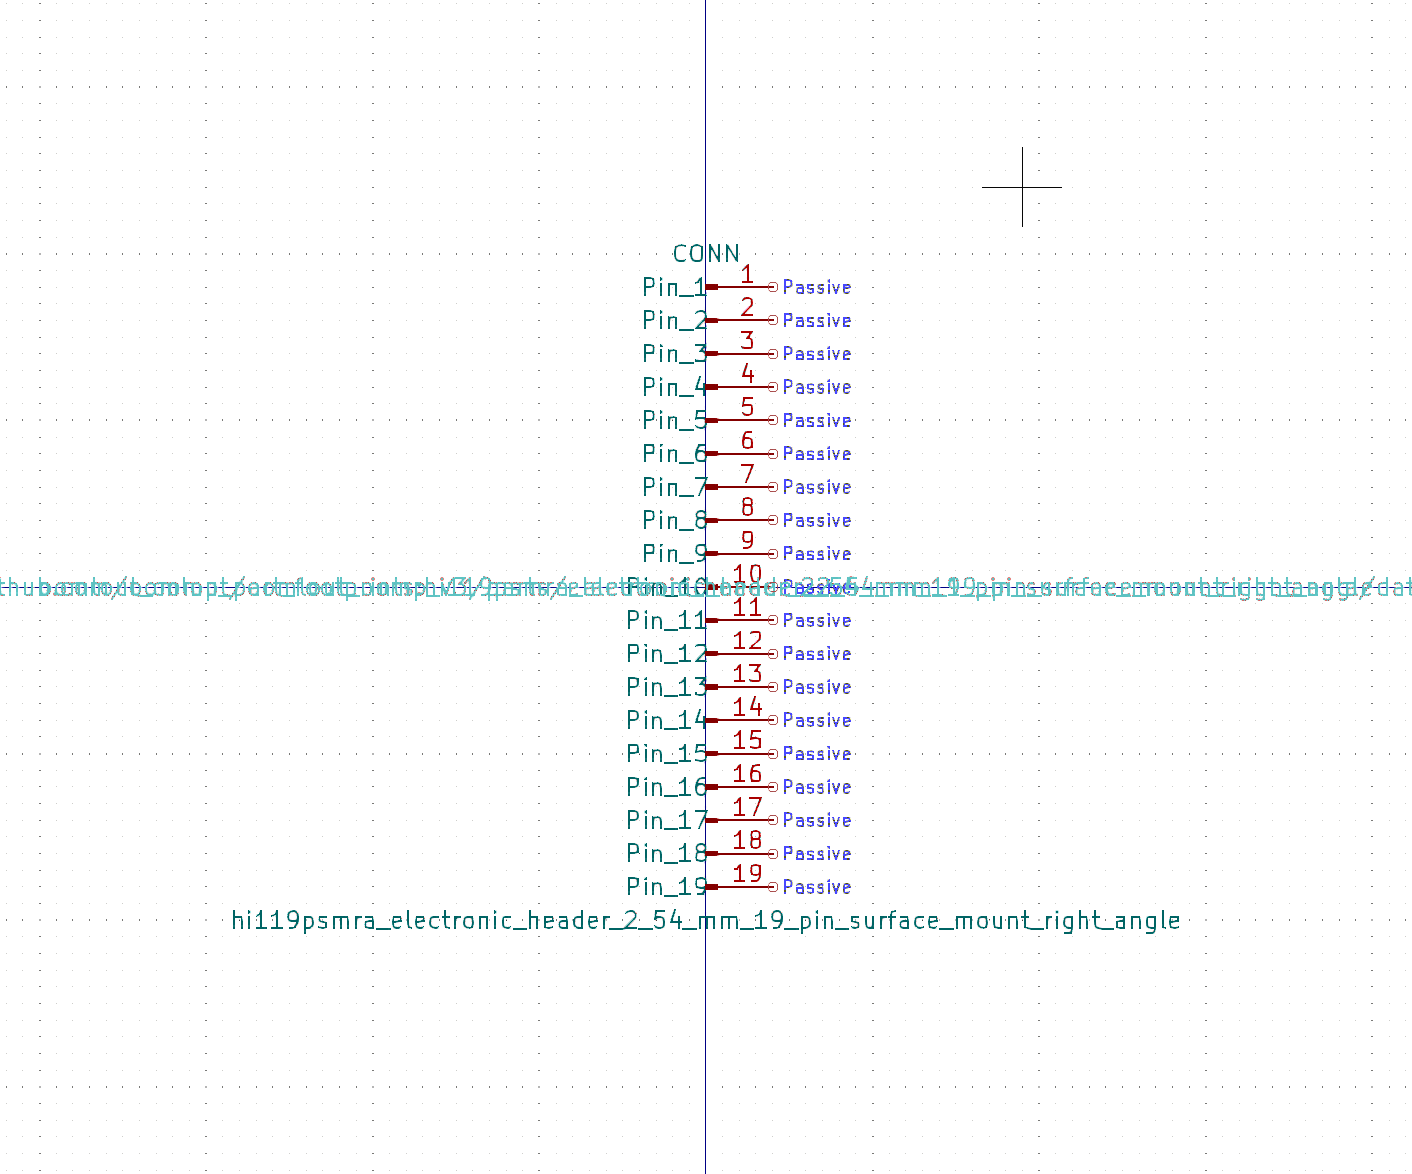 CONN
Pin_1 1 Passive
Pin_2 2 Passive
Pin_3 3 Passive
Pin_4 4 Passive
Pin_5 5 Passive
Pin_6 6 Passive
Pin_7 7 Passive
Pin_8 8 Passive
Pin_9 9 Passive
Pin_10 10 Passive
Pin_11 11 Passive
Pin_12 12 Passive
Pin_13 13 Passive
Pin_14 14 Passive
Pin_15 15 Passive
Pin_16 16 Passive
Pin_17 17 Passive
Pin_18 18 Passive
Pin_19 19 Passive
hi119psmra_electronic_header_2_54_mm_19_pin_surface_mount_right_angle